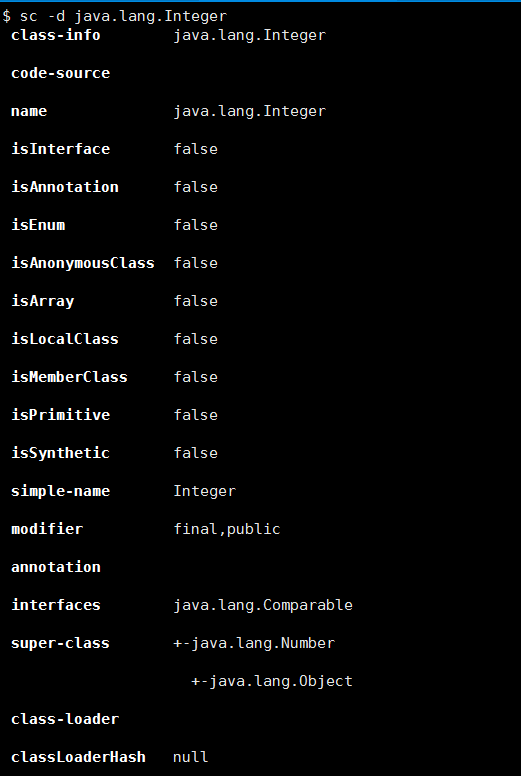 $ sc -d java.lang.Integer
class-info java.lang.Integer
code-source
name java.lang.Integer
isInterface false
isAnnotation false
isEnum false
isAnonymousClass false
isArray false
isLocalClass false
isMemberClass false
isPrimitive false
isSynthetic false
simple-name Integer
modifier final,public
annotation
interfaces java.lang.Comparable
super-class +-java.lang.Number
+-java.lang.Object
class-loader
classLoaderHash null